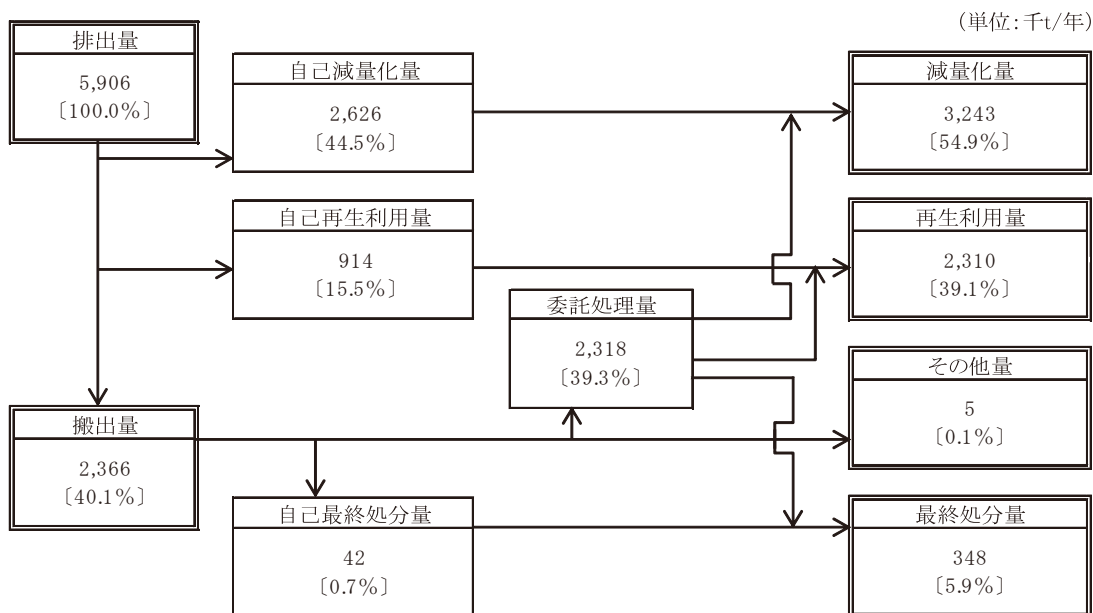 (単位:千t/年)
排出量
5,906
〔100.0%〕
自己減量化量
2,626
〔44.5%〕
減量化量
3,243
〔54.9%〕
自己再生利用量
914
〔15.5%〕
再生利用量
2,310
〔39.1%〕
委託処理量
2,318
〔39.3%〕
その他量
5
〔0.1%〕
搬出量
2,366
〔40.1%〕
自己最終処分量
42
〔0.7%〕
最終処分量
348
〔5.9%〕